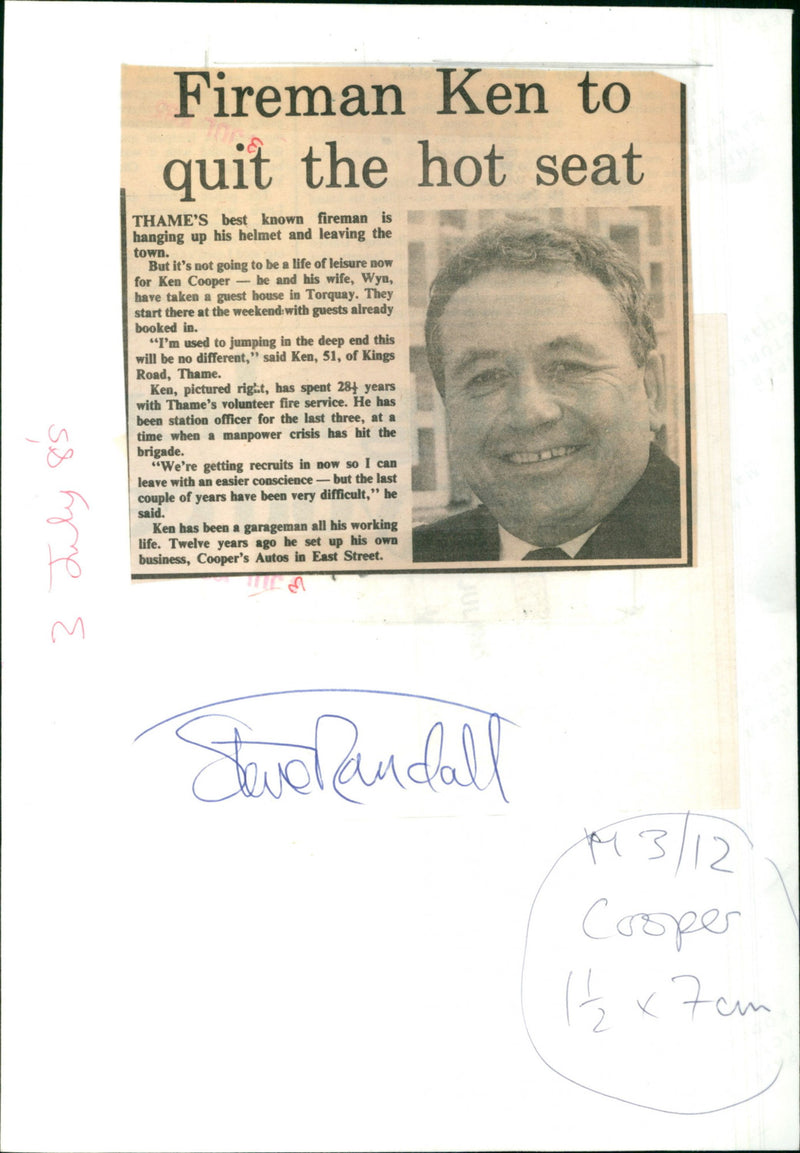 Fireman Ken to
quit the hot seat
THAME'S best known fireman is
hanging up his helmet and leaving the
town.
But it's not going to be a life of leisure now
for Ken Cooper — he and his wife, Wyn,
have taken a guest house in Torquay. They
start there at the weekend with guests already
booked in.
"I'm used to jumping in the deep end this
will be no different," said Ken, 51, of Kings
Road, Thame.
Ken, pictured right, has spent 28½ years
with Thame's volunteer fire service. He has
been station officer for the last three, at a
time when a manpower crisis has hit the
brigade.
"We're getting recruits in now so I can
leave with an easier conscience — but the last
couple of years have been very difficult," he
said.
Ken has been a garageman all his working
life. Twelve years ago he set up his own
business, Cooper's Autos in East Street.
3 July '85
Steve Randall
M 3/12
Cooper
1½ x 7cm